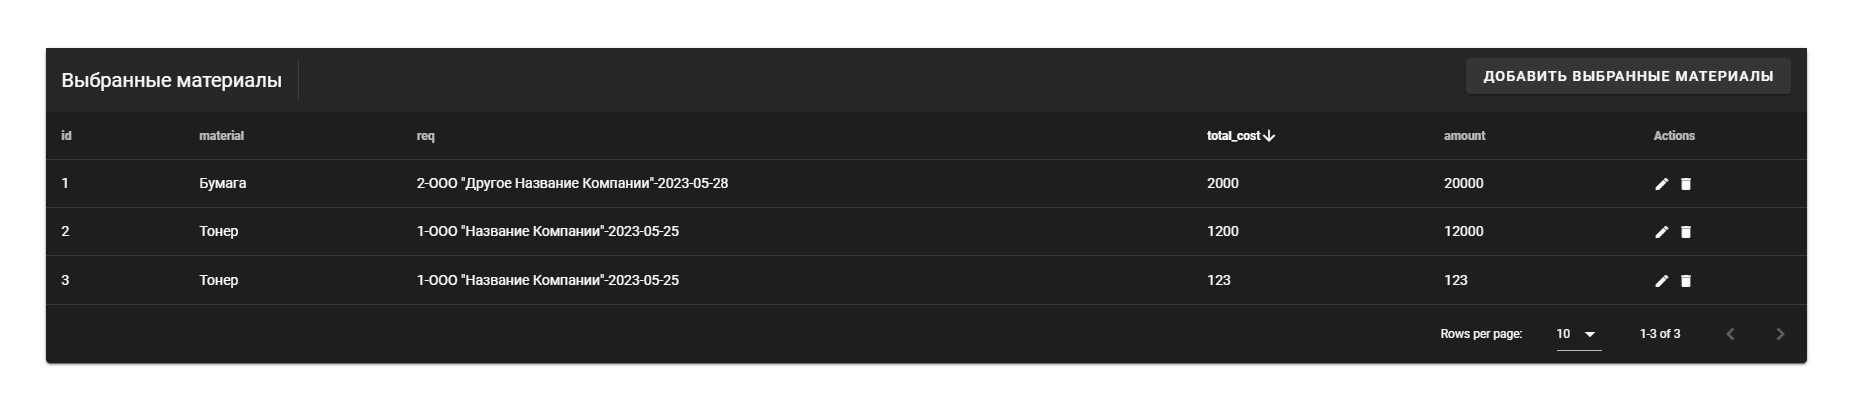 Выбранные материалы
ДОБАВИТЬ ВЫБРАННЫЕ МАТЕРИАЛЫ
id material req total_cost amount Actions
1 Бумага 2-ООО "Другое Название Компании"-2023-05-28 2000 20000
2 Тонер 1-ООО "Название Компании"-2023-05-25 1200 12000
3 Тонер 1-ООО "Название Компании"-2023-05-25 123 123
Rows per page: 10 1-3 of 3